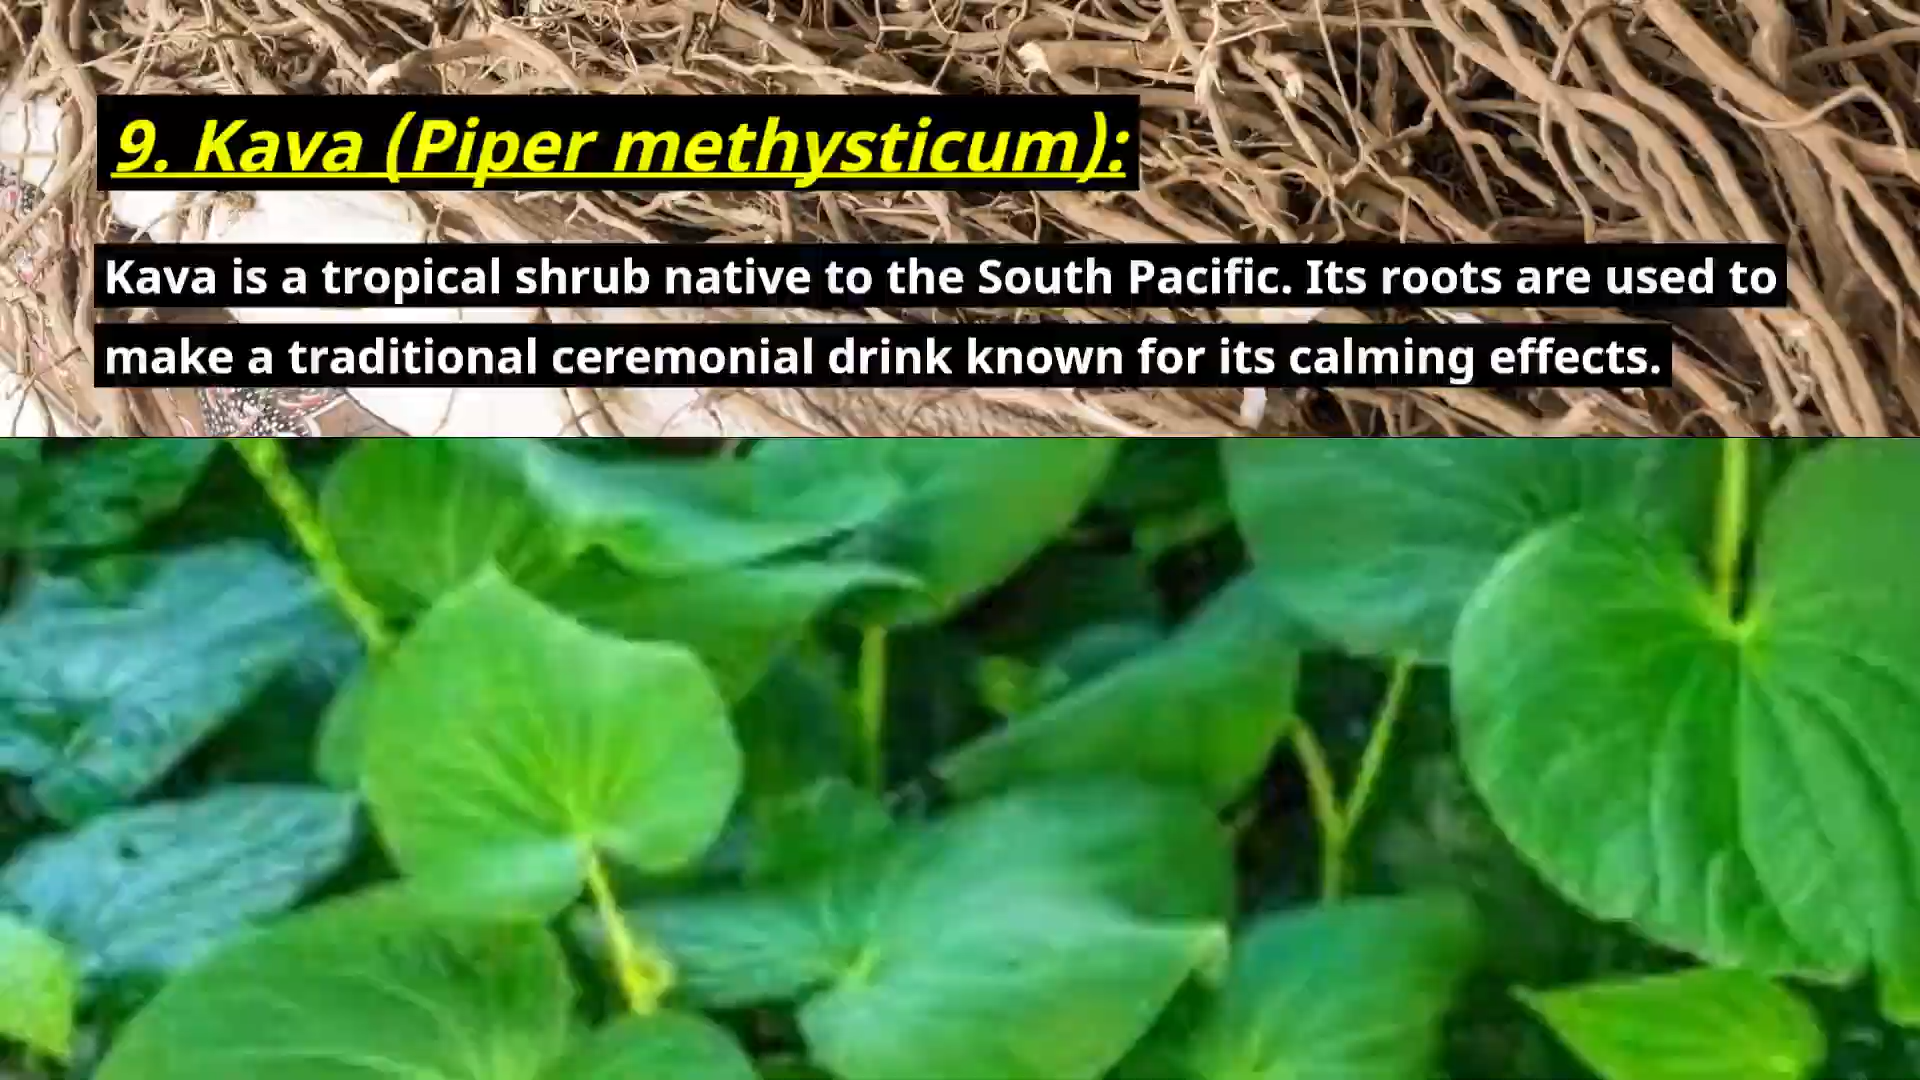 9. Kava (Piper methysticum):
Kava is a tropical shrub native to the South Pacific. Its roots are used to
make a traditional ceremonial drink known for its calming effects.